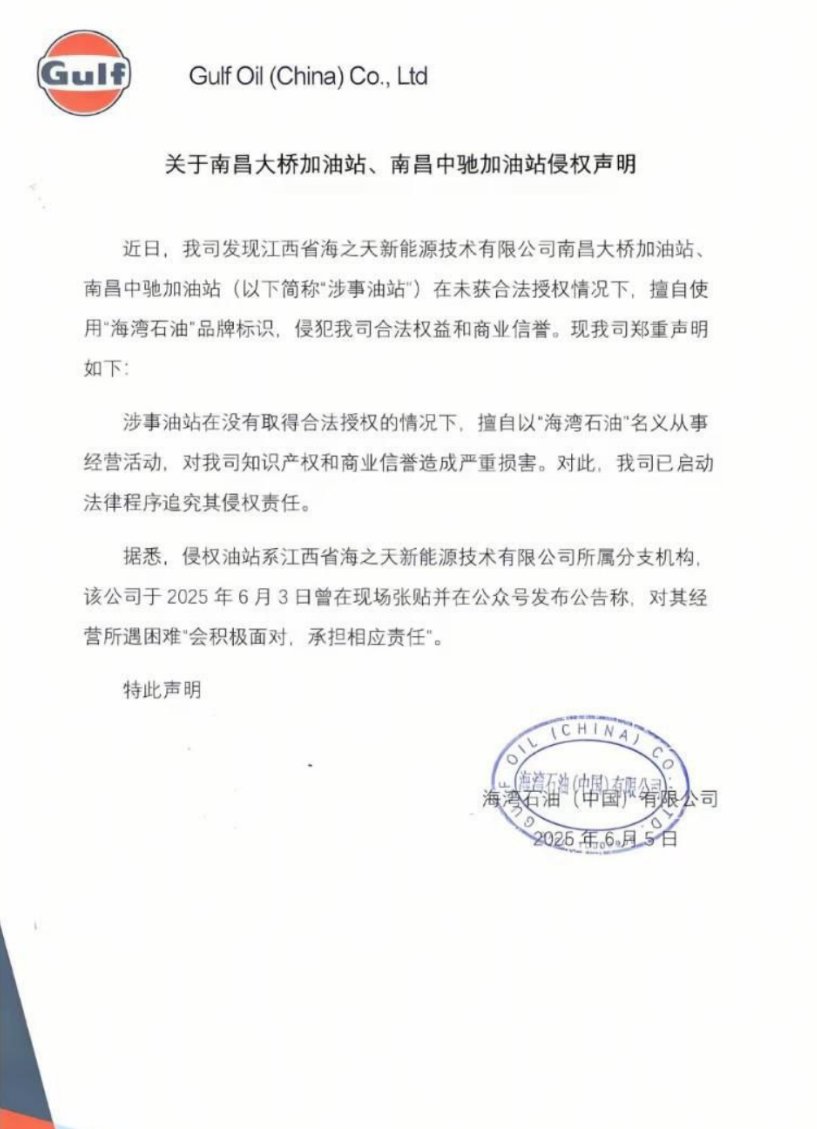 Gulf
Gulf Oil (China) Co., Ltd
关于南昌大桥加油站、南昌中驰加油站侵权声明
近日，我司发现江西省海之天新能源技术有限公司南昌大桥加油站、
南昌中驰加油站（以下简称“涉事油站”）在未获合法授权情况下，擅自使
用“海湾石油”品牌标识，侵犯我司合法权益和商业信誉。现我司郑重声明
如下：
涉事油站在没有取得合法授权的情况下，擅自以“海湾石油”名义从事
经营活动，对我司知识产权和商业信誉造成严重损害。对此，我司已启动
法律程序追究其侵权责任。
据悉，侵权油站系江西省海之天新能源技术有限公司所属分支机构，
该公司于 2025 年 6 月 3 日曾在现场张贴并在公众号发布公告称，对其经
营所遇困难“会积极面对，承担相应责任”。
特此声明
GULF OIL (CHINA) CO., LTD.
海湾石油(中国)有限公司
海湾石油（中国）有限公司
2025 年 6 月 5 日